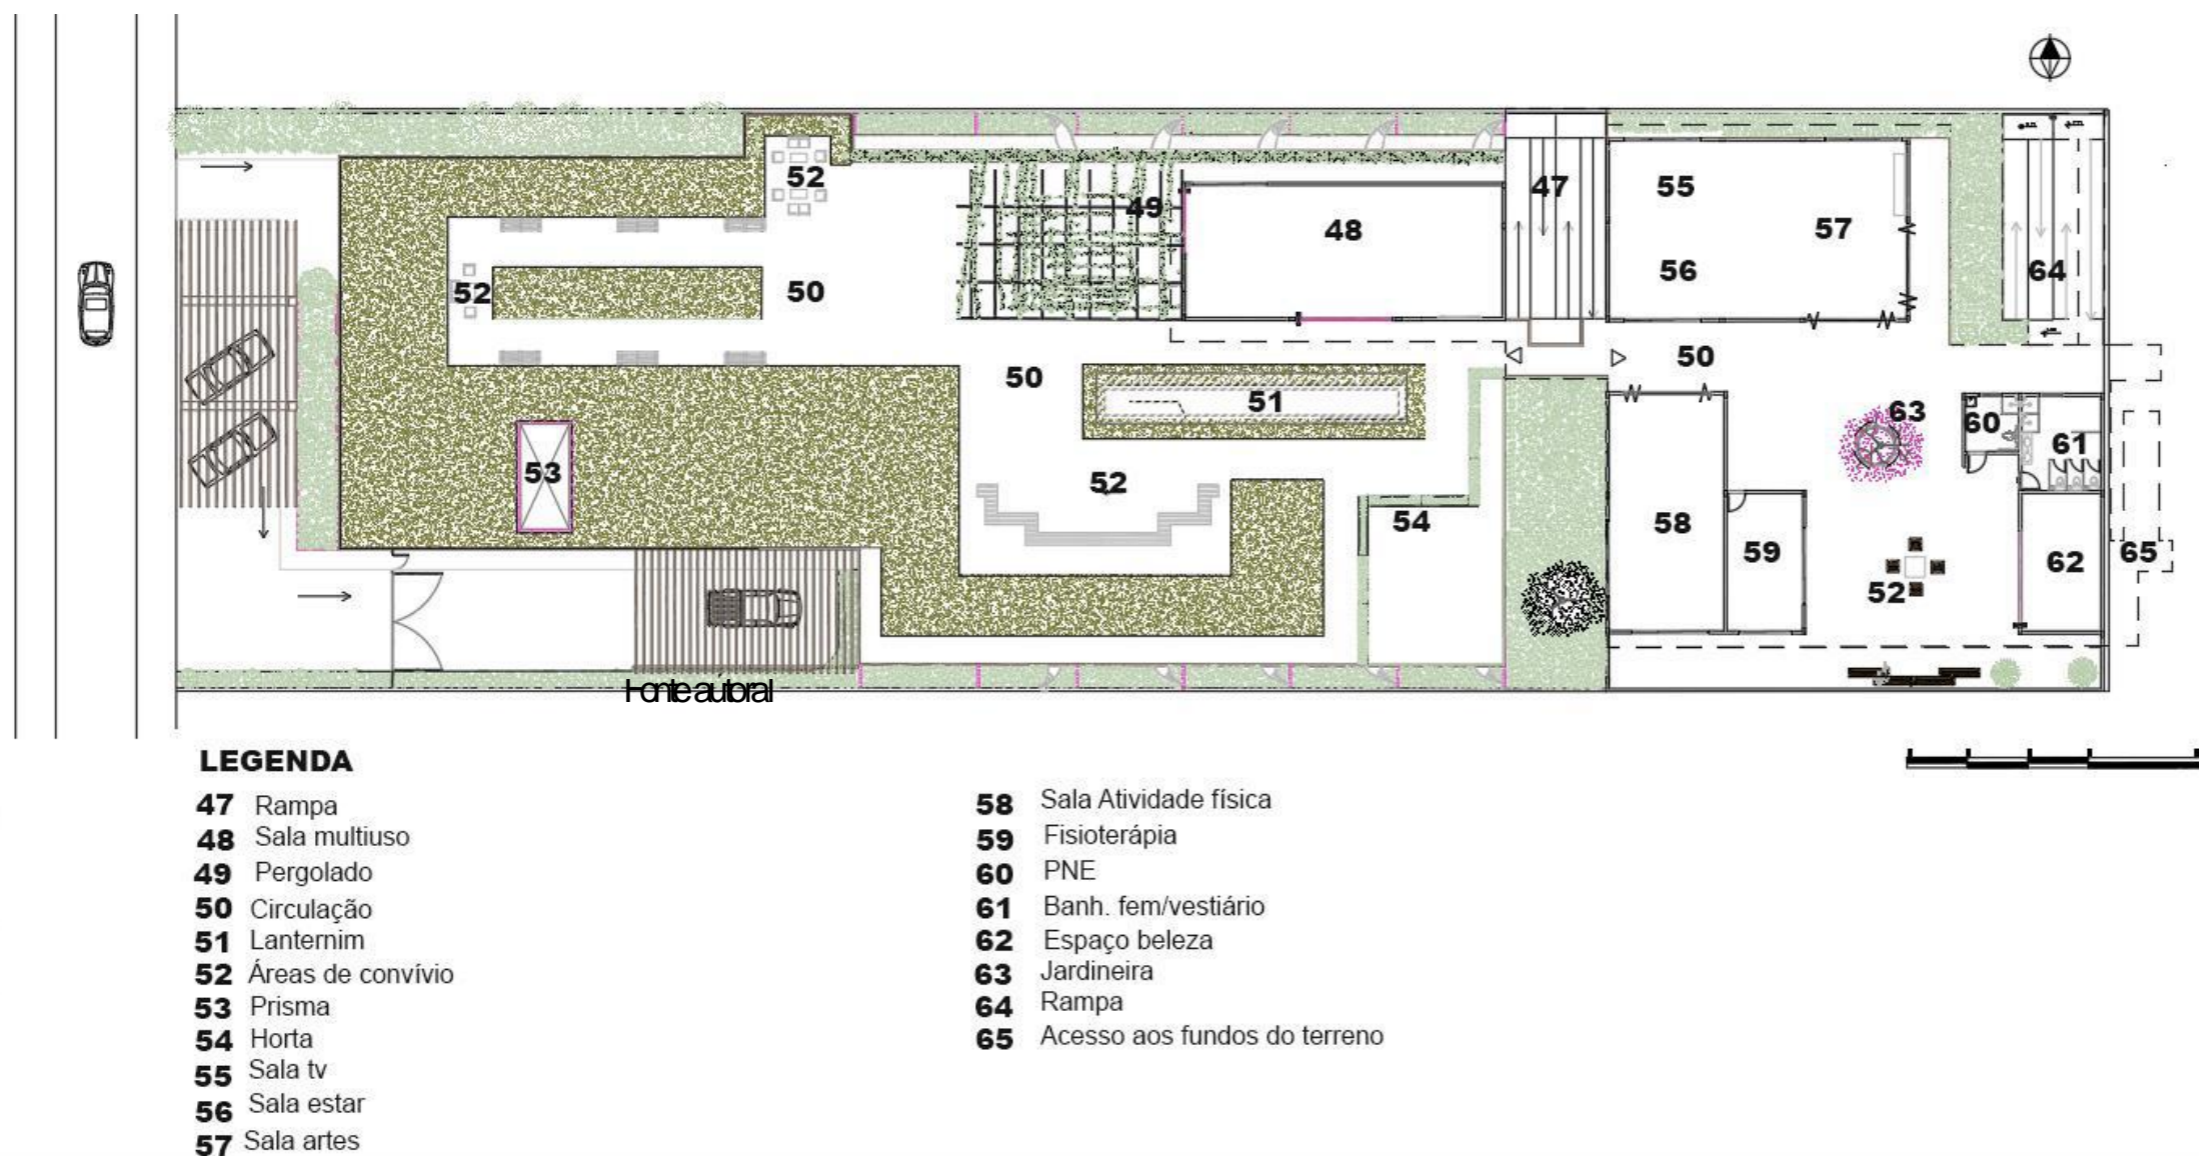 52
49
47
55
48
57
52
50
56
64
50
50
51
63
60
61
53
52
54
58
59
62
65
52
Fonte autoral
LEGENDA
47 Rampa
48 Sala multiuso
49 Pergolado
50 Circulação
51 Lanternim
52 Áreas de convívio
53 Prisma
54 Horta
55 Sala tv
56 Sala estar
57 Sala artes
58 Sala Atividade física
59 Fisioterápia
60 PNE
61 Banh. fem/vestiário
62 Espaço beleza
63 Jardineira
64 Rampa
65 Acesso aos fundos do terreno